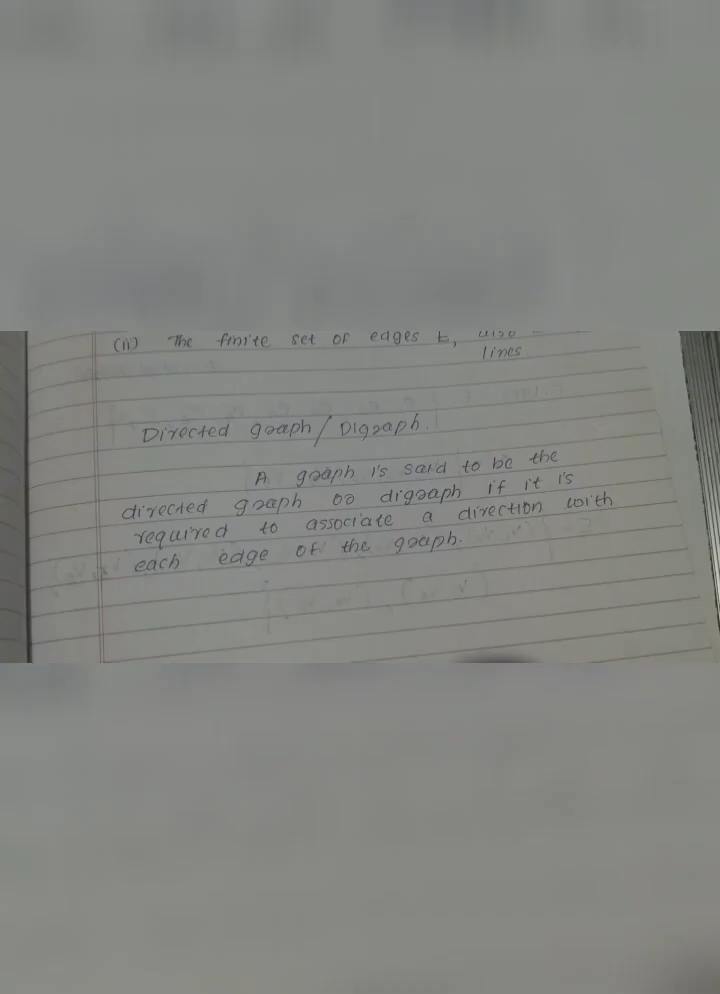 (ii) The finite set of edges E, also
lines
Directed graph / Digraph.
A graph is said to be the
directed graph or digraph if it is
required to associate a direction with
each edge of the graph.